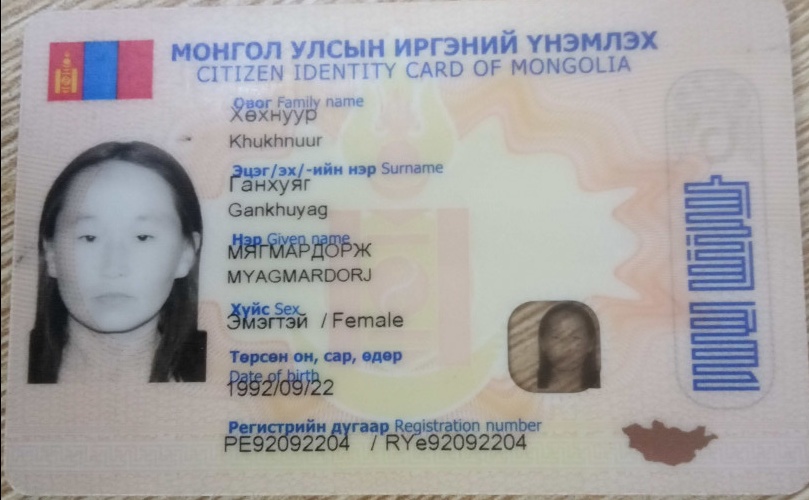 МОНГОЛ УЛСЫН ИРГЭНИЙ ҮНЭМЛЭХ
CITIZEN IDENTITY CARD OF MONGOLIA
Овог Family name
Хөхнуур
Khukhnuur
Эцэг/эх/-ийн нэр Surname
Ганхуяг
Gankhuyag
Нэр Given name
МЯГМАРДОРЖ
MYAGMARDORJ
Хүйс Sex
Эмэгтэй / Female
Төрсөн он, сар, өдөр
Date of birth
1992/09/22
Регистрийн дугаар Registration number
РЕ92092204 / RYe92092204